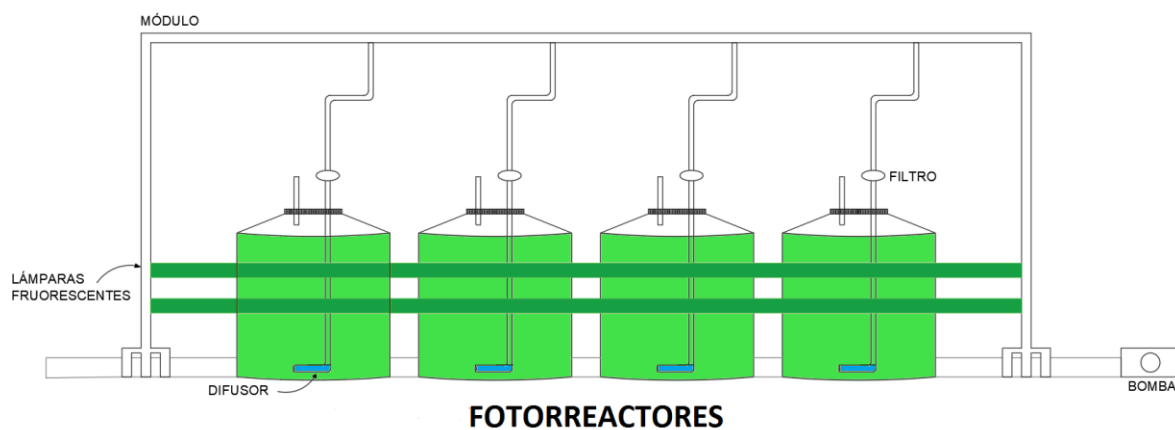 MÓDULO
FILTRO
LÁMPARAS
FRUORESCENTES
DIFUSOR
BOMBA
FOTORREACTORES